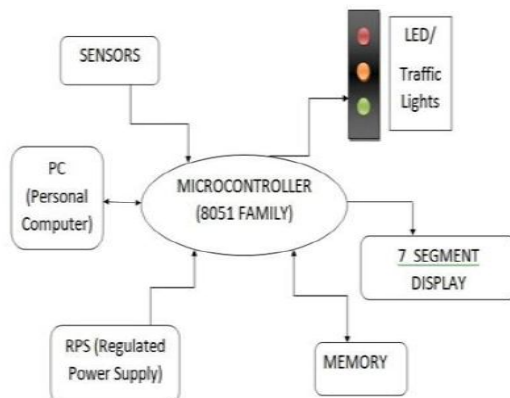 SENSORS
LED/
Traffic
Lights
PC
(Personal
Computer)
MICROCONTROLLER
(8051 FAMILY)
7 SEGMENT
DISPLAY
RPS (Regulated
Power Supply)
MEMORY